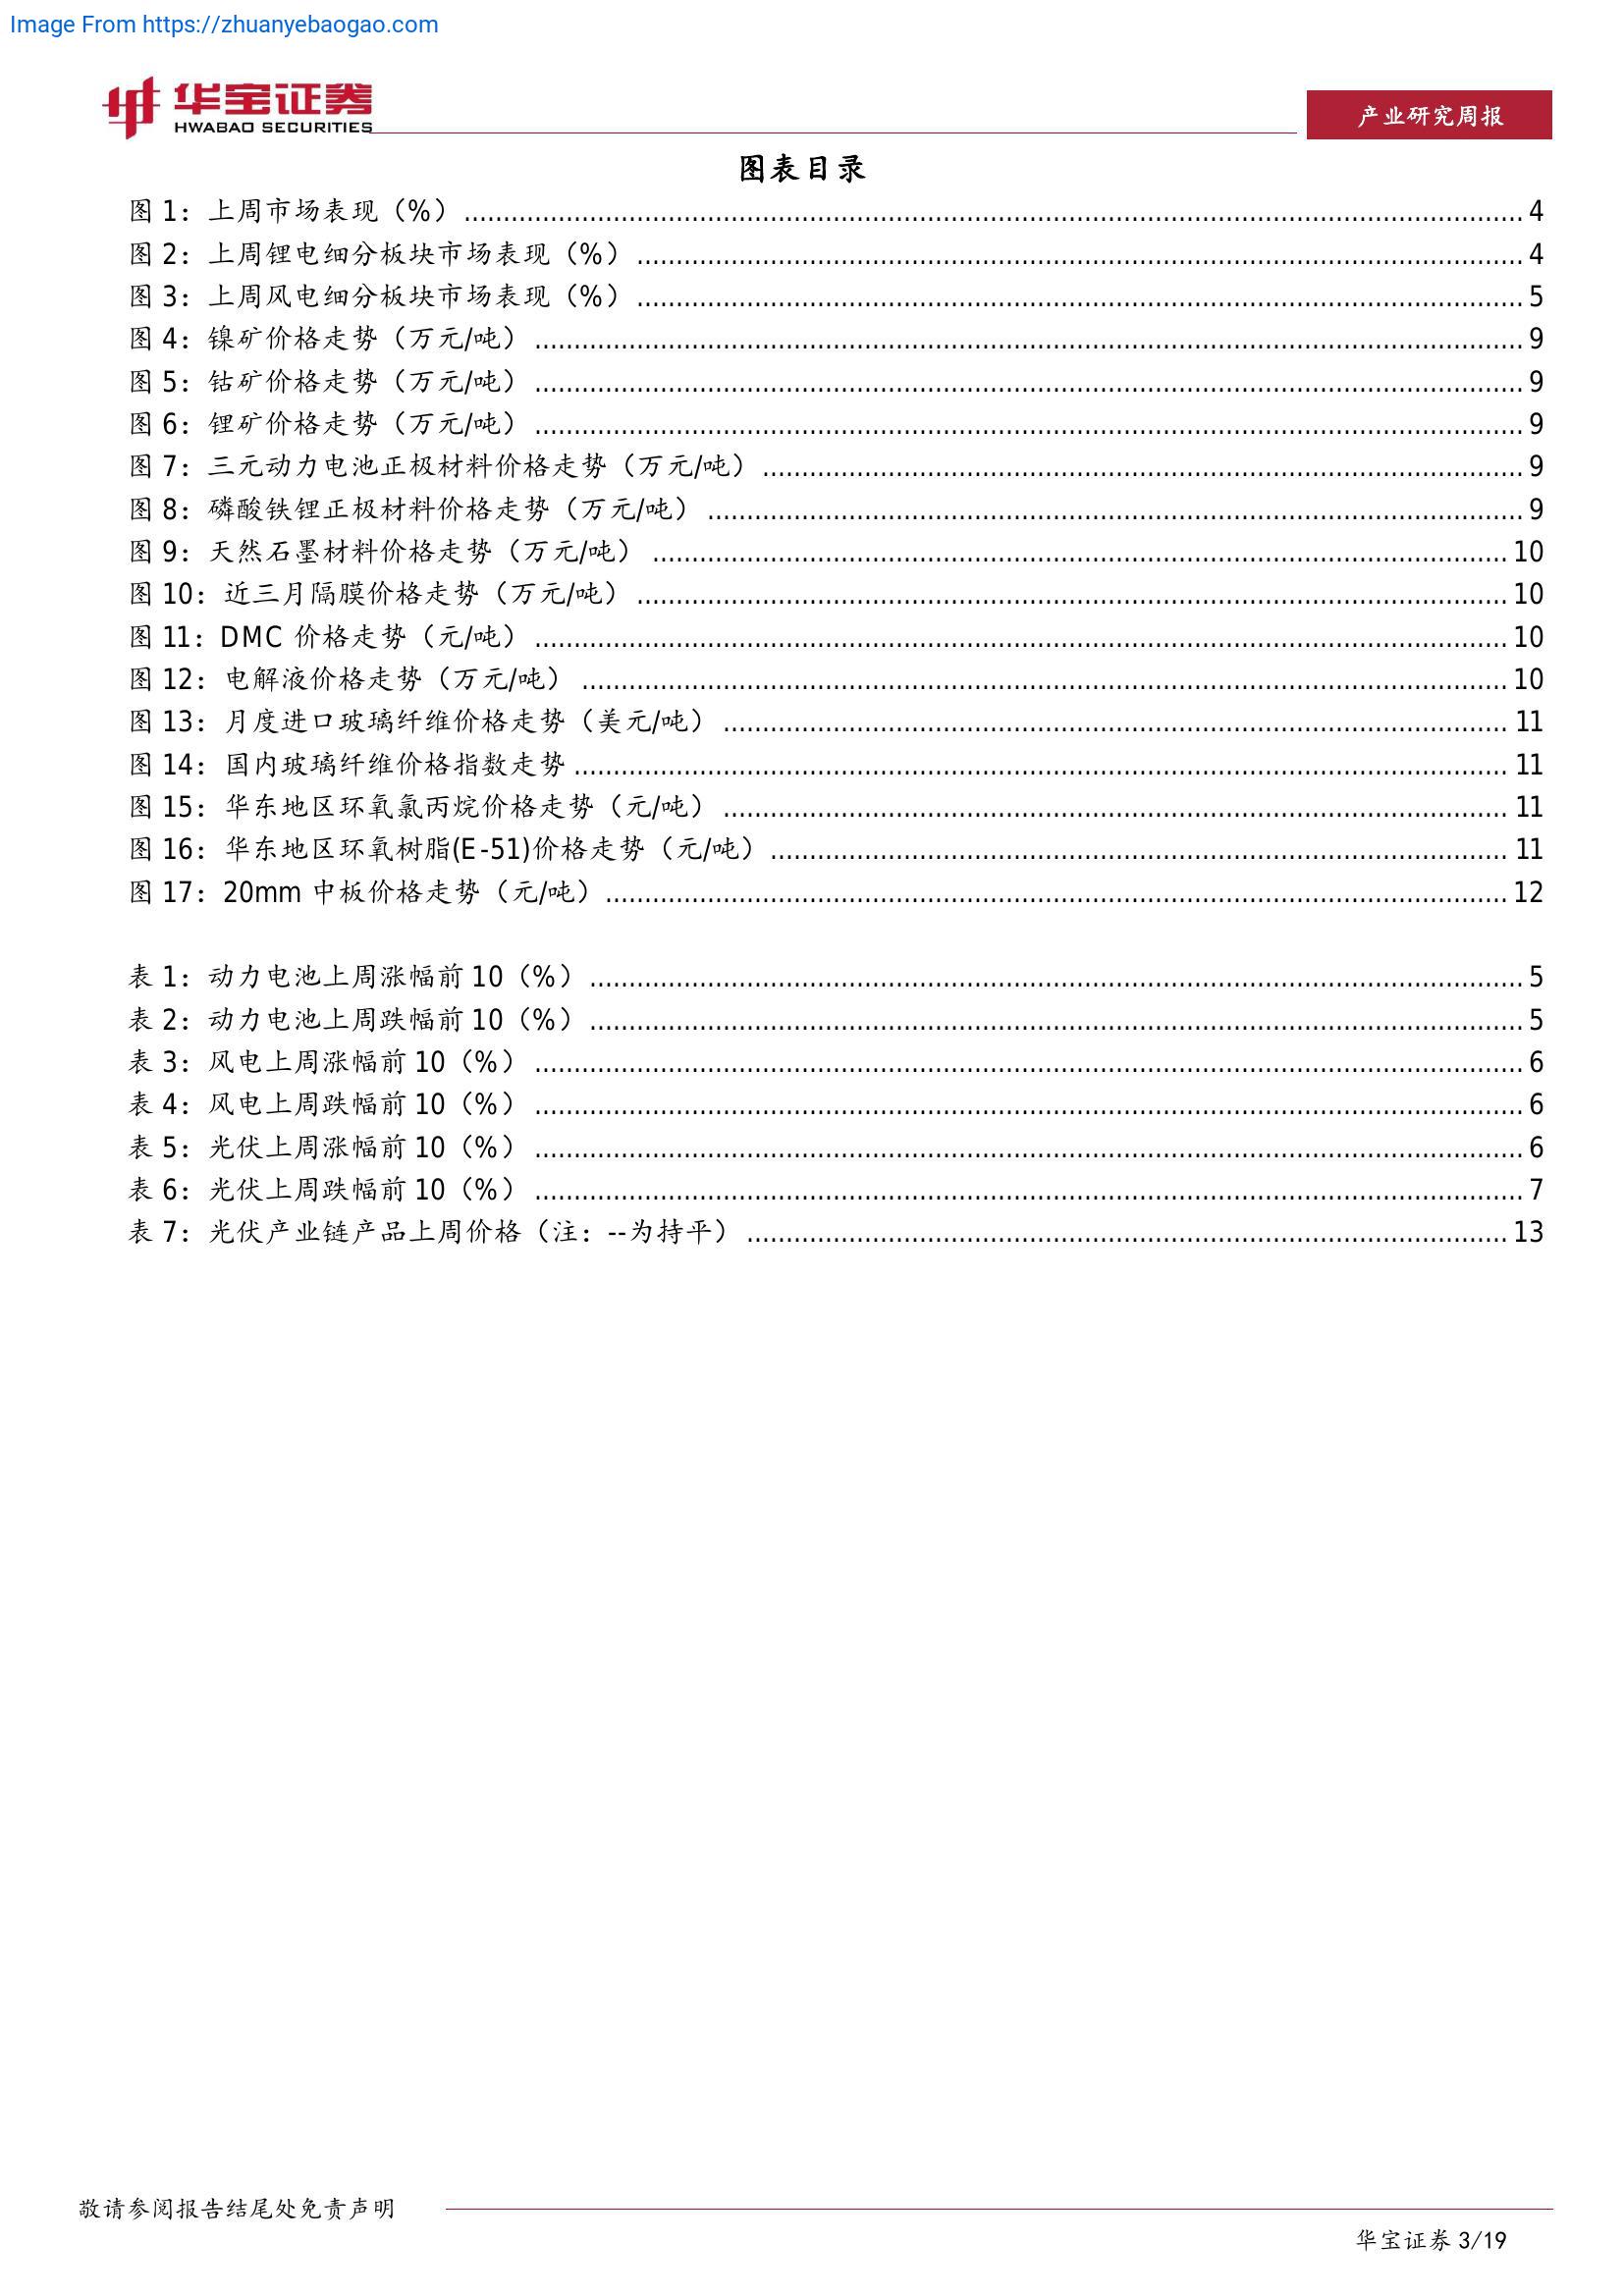 Image From https://zhuanyebaogao.com
华宝证券
HWABAO SECURITIES
产业研究周报
图表目录
图 1：上周市场表现（%）........ 4
图 2：上周锂电细分板块市场表现（%）........ 4
图 3：上周风电细分板块市场表现（%）........ 5
图 4：镍矿价格走势（万元/吨）........ 9
图 5：钴矿价格走势（万元/吨）........ 9
图 6：锂矿价格走势（万元/吨）........ 9
图 7：三元动力电池正极材料价格走势（万元/吨）........ 9
图 8：磷酸铁锂正极材料价格走势（万元/吨）........ 9
图 9：天然石墨材料价格走势（万元/吨）........ 10
图 10：近三月隔膜价格走势（万元/吨）........ 10
图 11：DMC 价格走势（元/吨）........ 10
图 12：电解液价格走势（万元/吨）........ 10
图 13：月度进口玻璃纤维价格走势（美元/吨）........ 11
图 14：国内玻璃纤维价格指数走势........ 11
图 15：华东地区环氧氯丙烷价格走势（元/吨）........ 11
图 16：华东地区环氧树脂(E-51)价格走势（元/吨）........ 11
图 17：20mm 中板价格走势（元/吨）........ 12
表 1：动力电池上周涨幅前 10（%）........ 5
表 2：动力电池上周跌幅前 10（%）........ 5
表 3：风电上周涨幅前 10（%）........ 6
表 4：风电上周跌幅前 10（%）........ 6
表 5：光伏上周涨幅前 10（%）........ 6
表 6：光伏上周跌幅前 10（%）........ 7
表 7：光伏产业链产品上周价格（注：--为持平）........ 13
敬请参阅报告结尾处免责声明
华宝证券 3/19